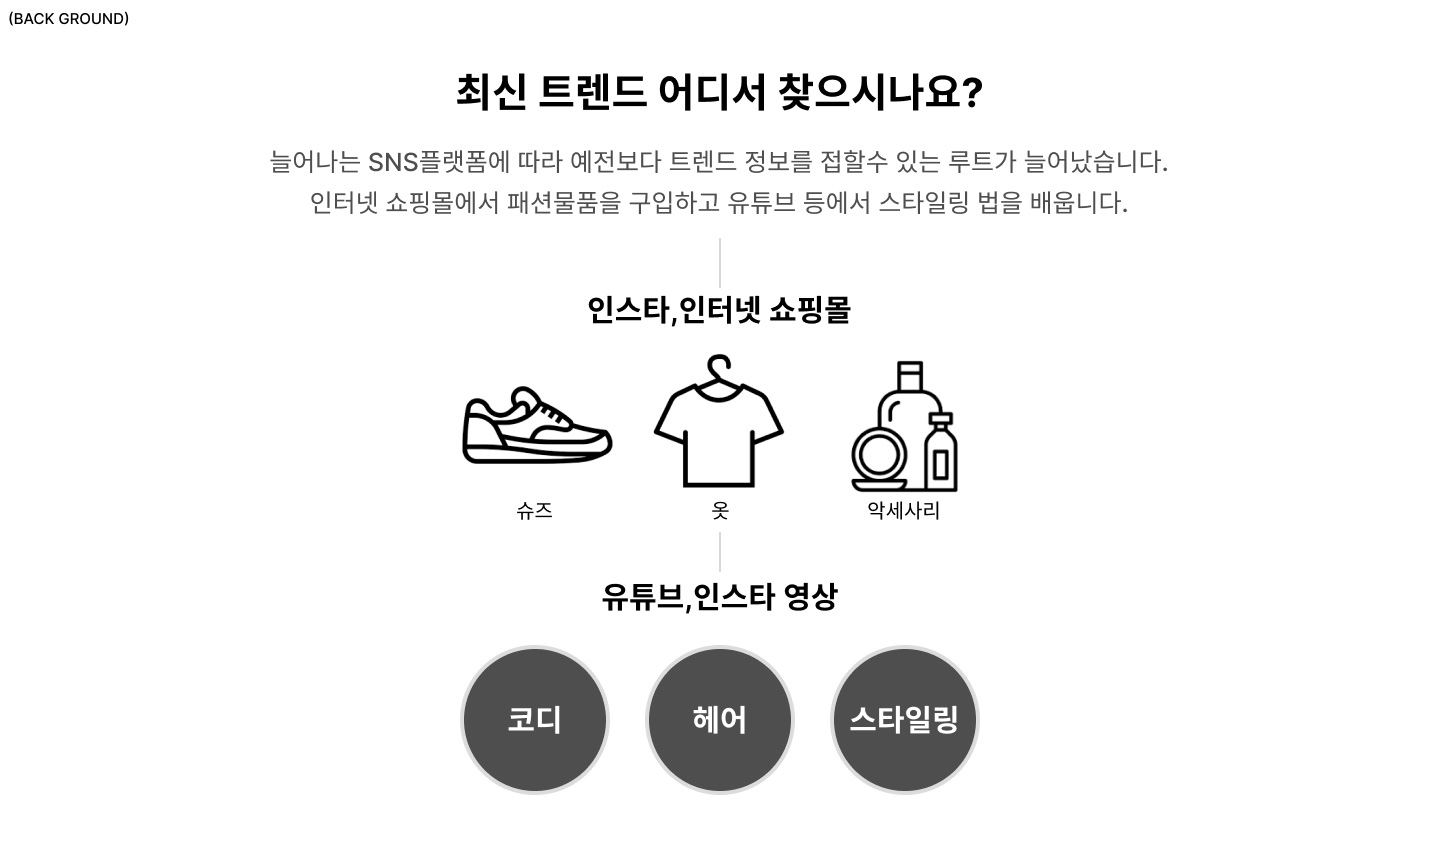 (BACK GROUND)
최신 트렌드 어디서 찾으시나요?
늘어나는 SNS플랫폼에 따라 예전보다 트렌드 정보를 접할수 있는 루트가 늘어났습니다.
인터넷 쇼핑몰에서 패션물품을 구입하고 유튜브 등에서 스타일링 법을 배웁니다.
인스타,인터넷 쇼핑몰
슈즈
옷
악세사리
유튜브,인스타 영상
코디
헤어
스타일링